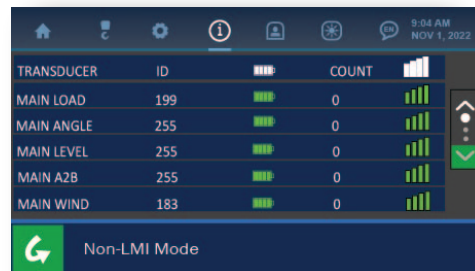 i
EN
9:04 AM
NOV 1, 2022
TRANSDUCER ID COUNT
MAIN LOAD 199 0
MAIN ANGLE 255 0
MAIN LEVEL 255 0
MAIN A2B 255 0
MAIN WIND 183 0
Non-LMI Mode